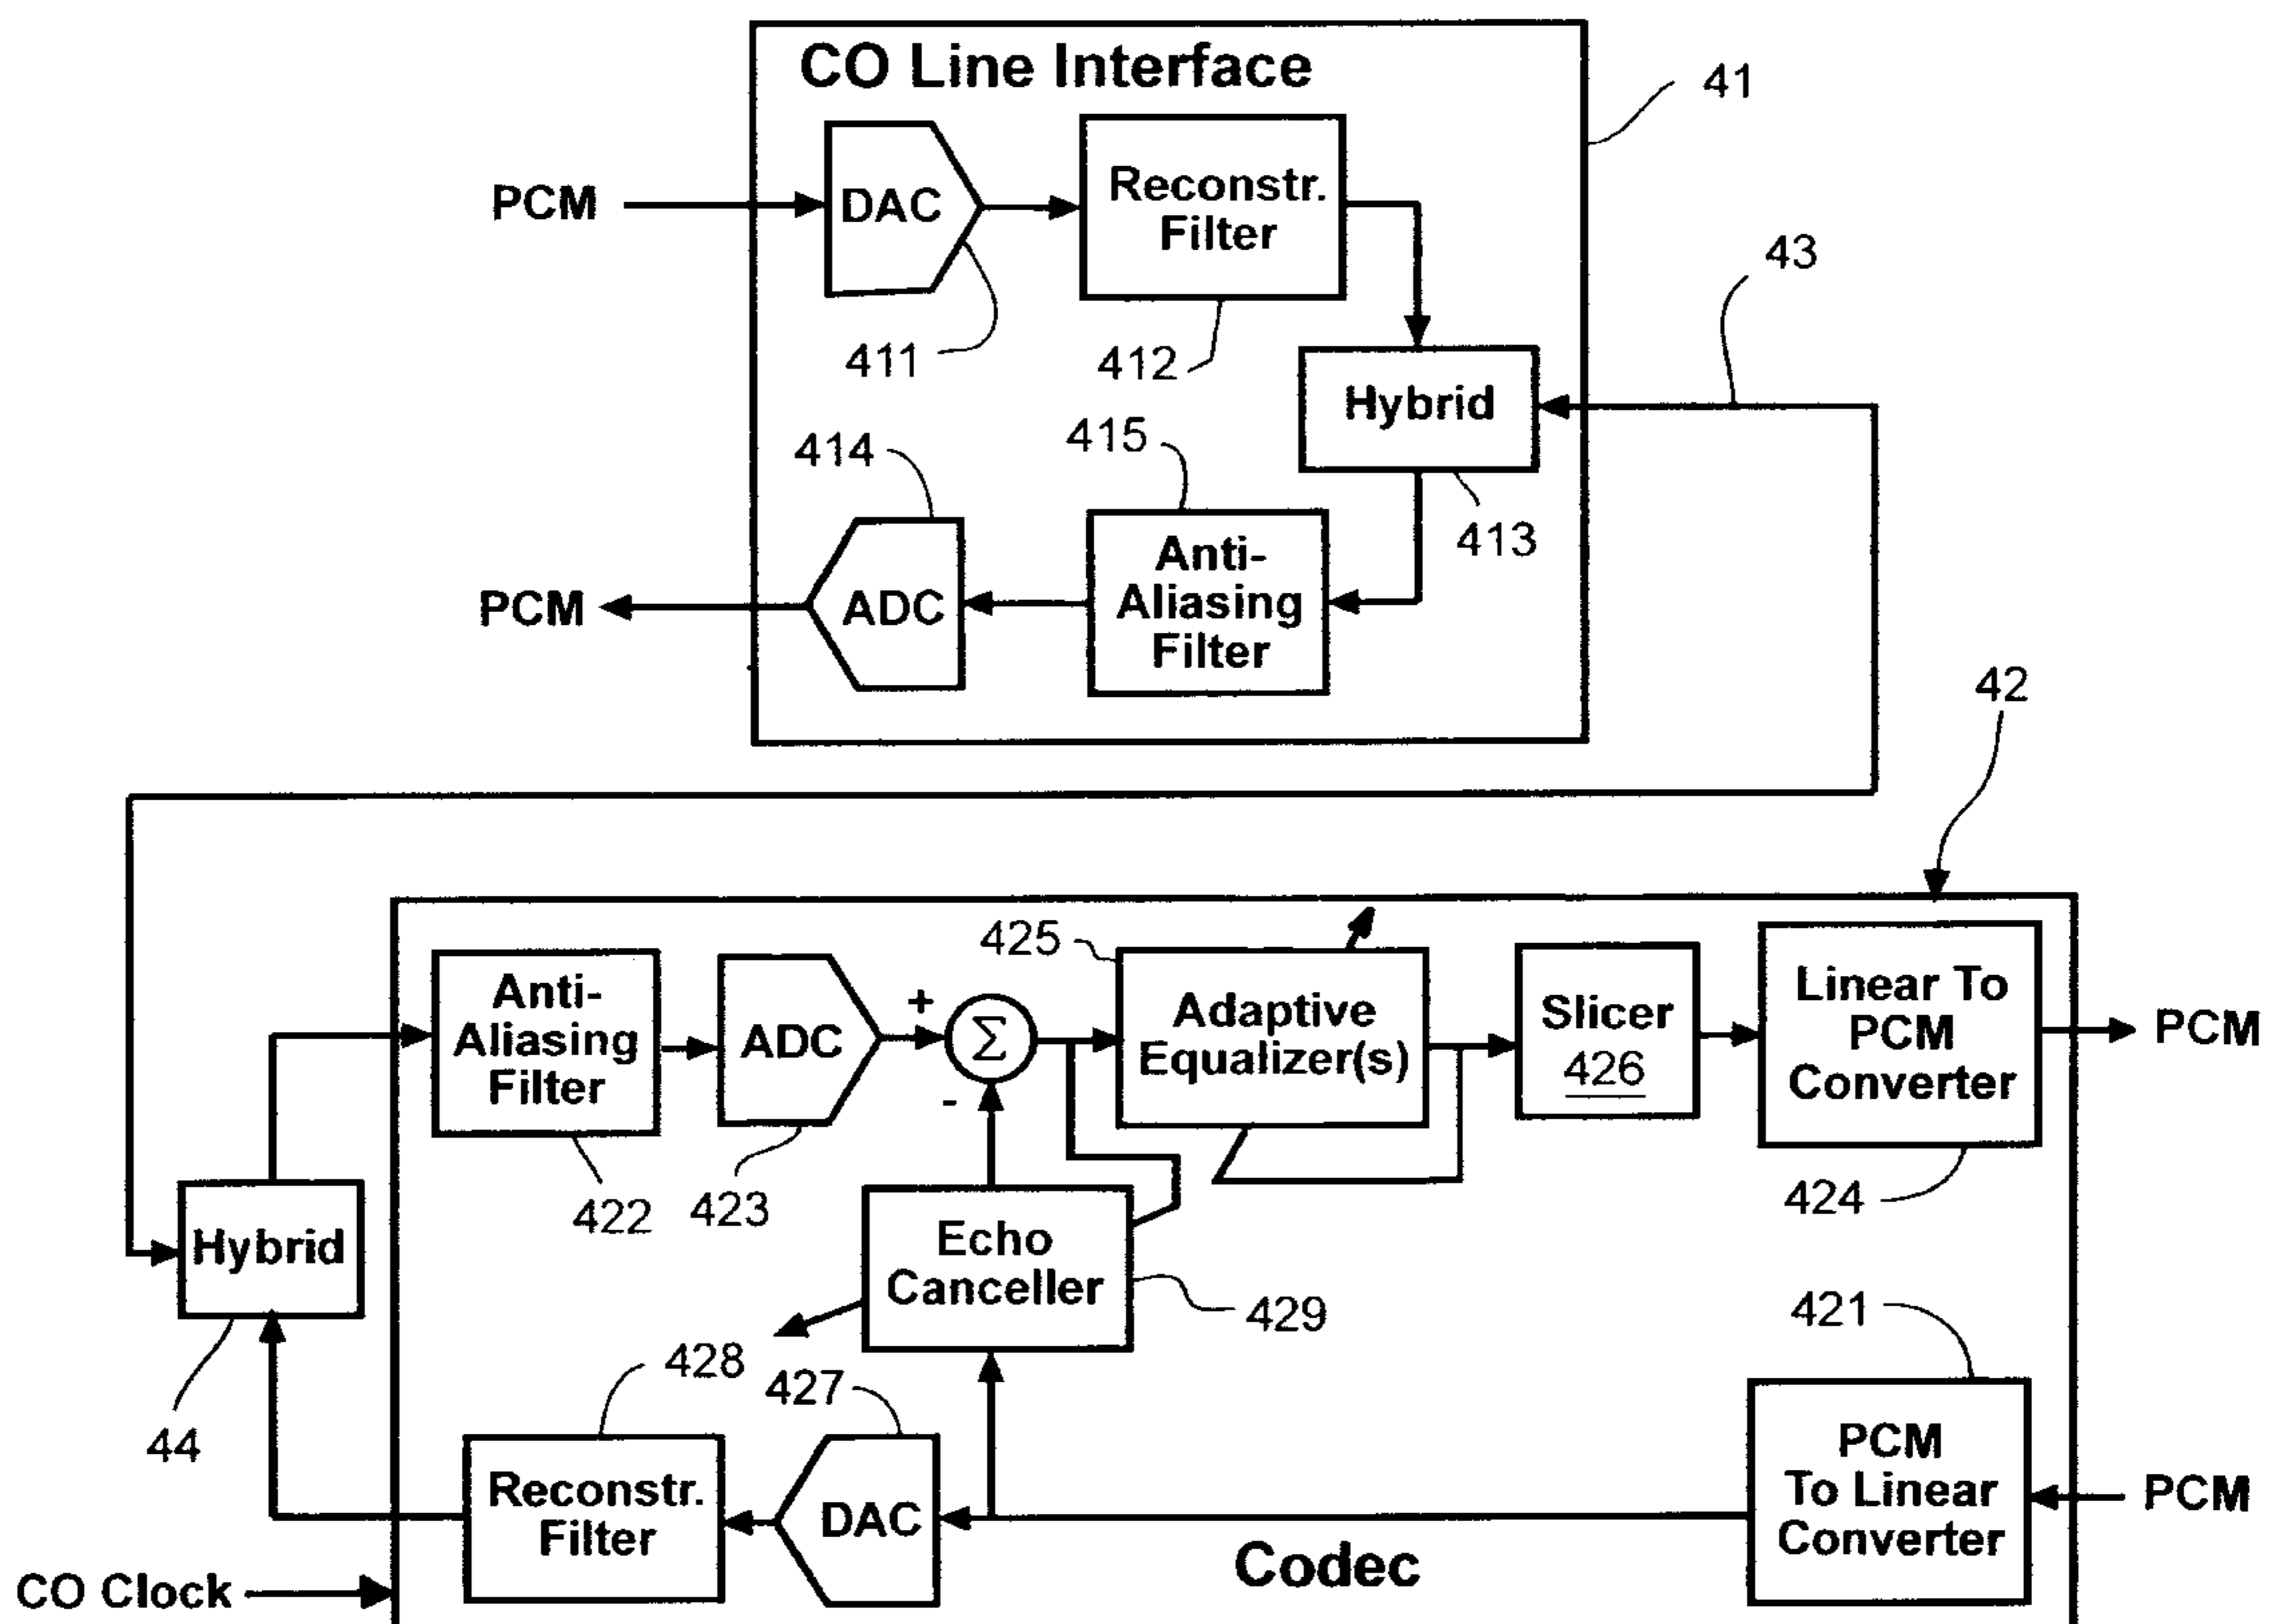 CO Line Interface
41
PCM
DAC
Reconstr.
Filter
43
411
412
Hybrid
414
415
413
PCM
ADC
Anti-
Aliasing
Filter
42
425
Anti-
Aliasing
Filter
ADC
+
Σ
-
Adaptive
Equalizer(s)
Slicer
426
Linear To
PCM
Converter
PCM
422
423
424
Hybrid
Echo
Canceller
429
421
428
427
44
Reconstr.
Filter
DAC
PCM
To Linear
Converter
PCM
Codec
CO Clock